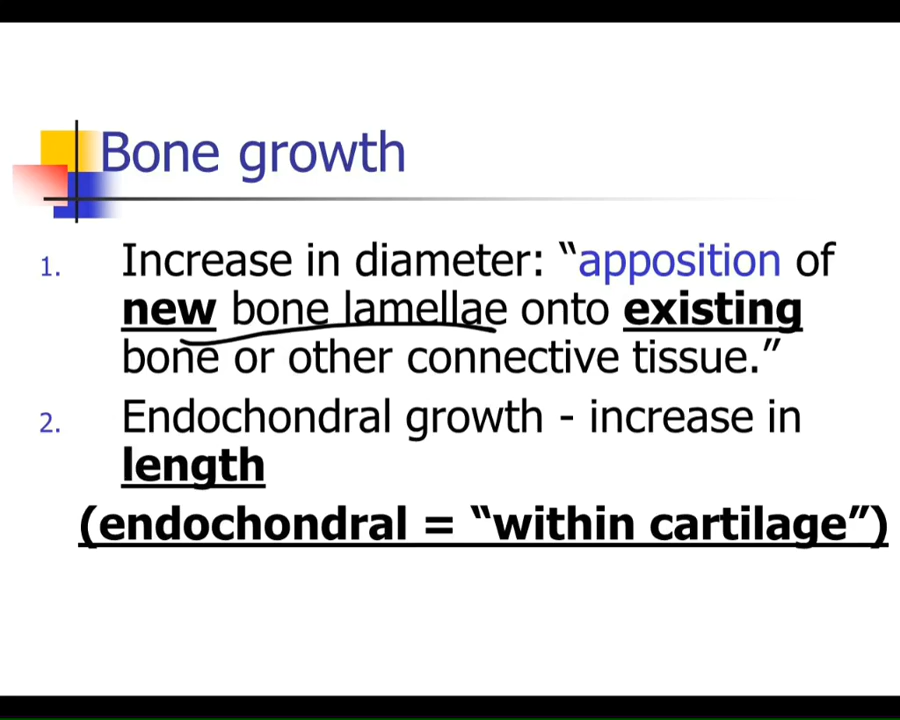 Bone growth
1. Increase in diameter: “apposition of
new bone lamellae onto existing
bone or other connective tissue.”
2. Endochondral growth - increase in
length
(endochondral = “within cartilage”)